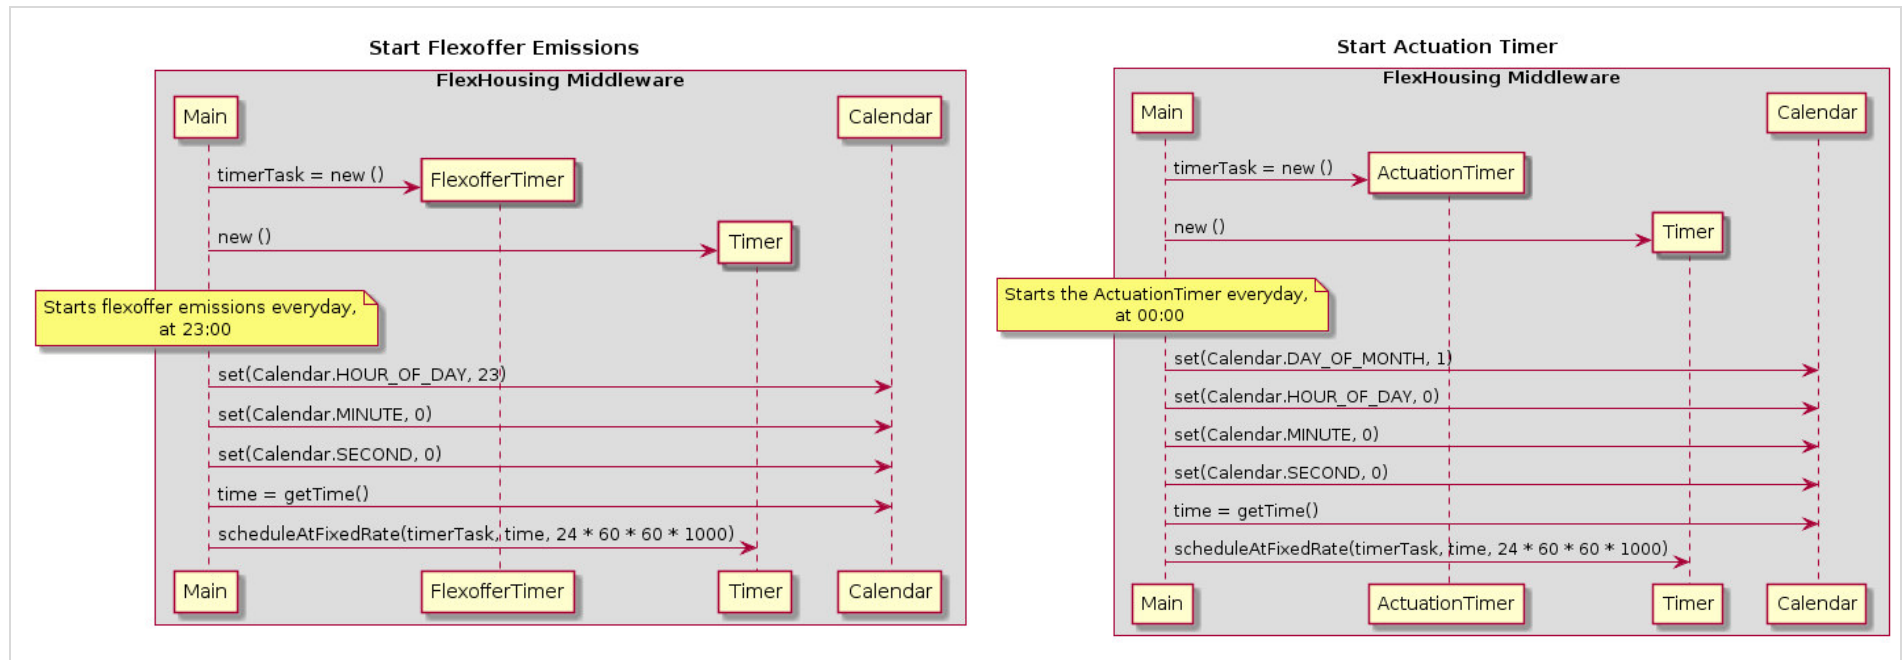 Start Flexoffer Emissions
FlexHousing Middleware
Main
Calendar
timerTask = new ()
FlexofferTimer
new ()
Timer
Starts flexoffer emissions everyday,
at 23:00
set(Calendar.HOUR_OF_DAY, 23)
set(Calendar.MINUTE, 0)
set(Calendar.SECOND, 0)
time = getTime()
scheduleAtFixedRate(timerTask, time, 24 * 60 * 60 * 1000)
Main
FlexofferTimer
Timer
Calendar
Start Actuation Timer
FlexHousing Middleware
Main
Calendar
timerTask = new ()
ActuationTimer
new ()
Timer
Starts the ActuationTimer everyday,
at 00:00
set(Calendar.DAY_OF_MONTH, 1)
set(Calendar.HOUR_OF_DAY, 0)
set(Calendar.MINUTE, 0)
set(Calendar.SECOND, 0)
time = getTime()
scheduleAtFixedRate(timerTask, time, 24 * 60 * 60 * 1000)
Main
ActuationTimer
Timer
Calendar